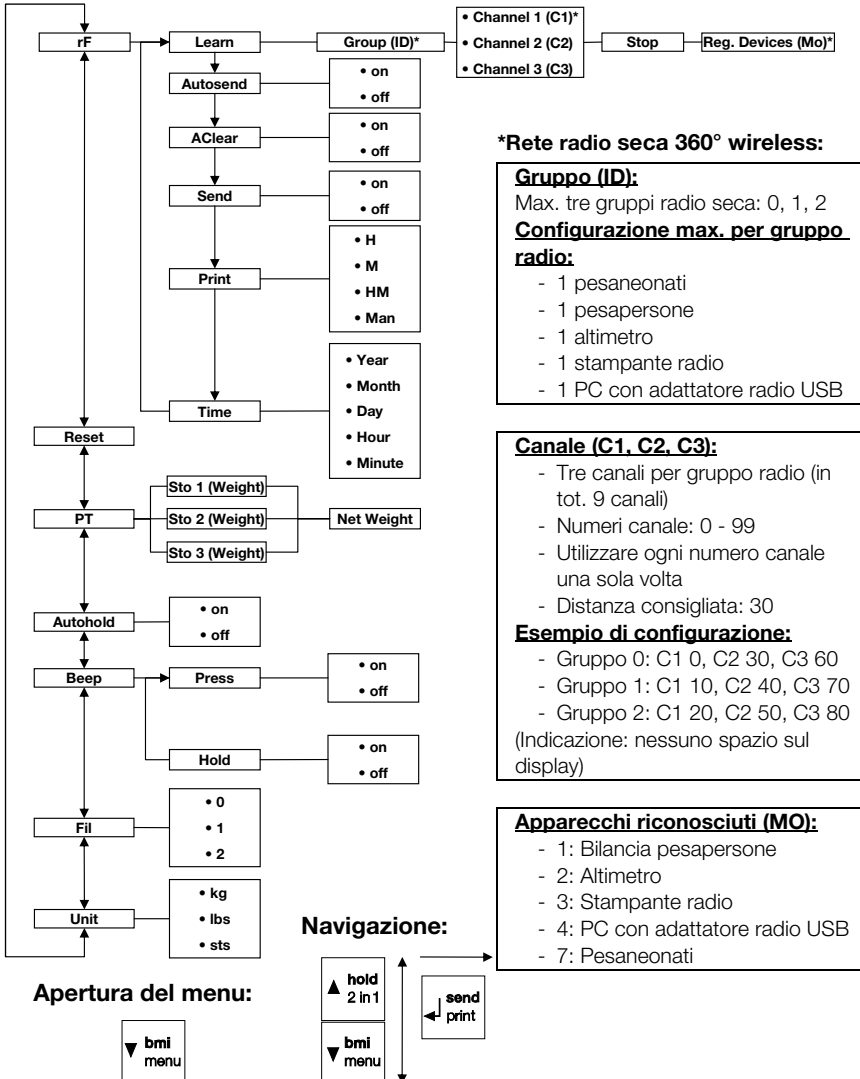 rF
Learn
Group (ID)*
• Channel 1 (C1)*
• Channel 2 (C2)
• Channel 3 (C3)
Stop
Reg. Devices (Mo)*
Autosend
• on
• off
AClear
• on
• off
Send
• on
• off
Print
• H
• M
• HM
• Man
Time
• Year
• Month
• Day
• Hour
• Minute
Reset
PT
Sto 1 (Weight)
Sto 2 (Weight)
Sto 3 (Weight)
Net Weight
Autohold
• on
• off
Beep
Press
• on
• off
Hold
• on
• off
Fil
• 0
• 1
• 2
Unit
• kg
• lbs
• sts
*Rete radio seca 360° wireless:
Gruppo (ID):
Max. tre gruppi radio seca: 0, 1, 2
Configurazione max. per gruppo
radio:
- 1 pesaneonati
- 1 pesapersone
- 1 altimetro
- 1 stampante radio
- 1 PC con adattatore radio USB
Canale (C1, C2, C3):
- Tre canali per gruppo radio (in
tot. 9 canali)
- Numeri canale: 0 - 99
- Utilizzare ogni numero canale
una sola volta
- Distanza consigliata: 30
Esempio di configurazione:
- Gruppo 0: C1 0, C2 30, C3 60
- Gruppo 1: C1 10, C2 40, C3 70
- Gruppo 2: C1 20, C2 50, C3 80
(Indicazione: nessuno spazio sul
display)
Apparecchi riconosciuti (MO):
- 1: Bilancia pesapersone
- 2: Altimetro
- 3: Stampante radio
- 4: PC con adattatore radio USB
- 7: Pesaneonati
Apertura del menu:
bmi
menu
Navigazione:
hold
2 in 1
bmi
menu
send
print